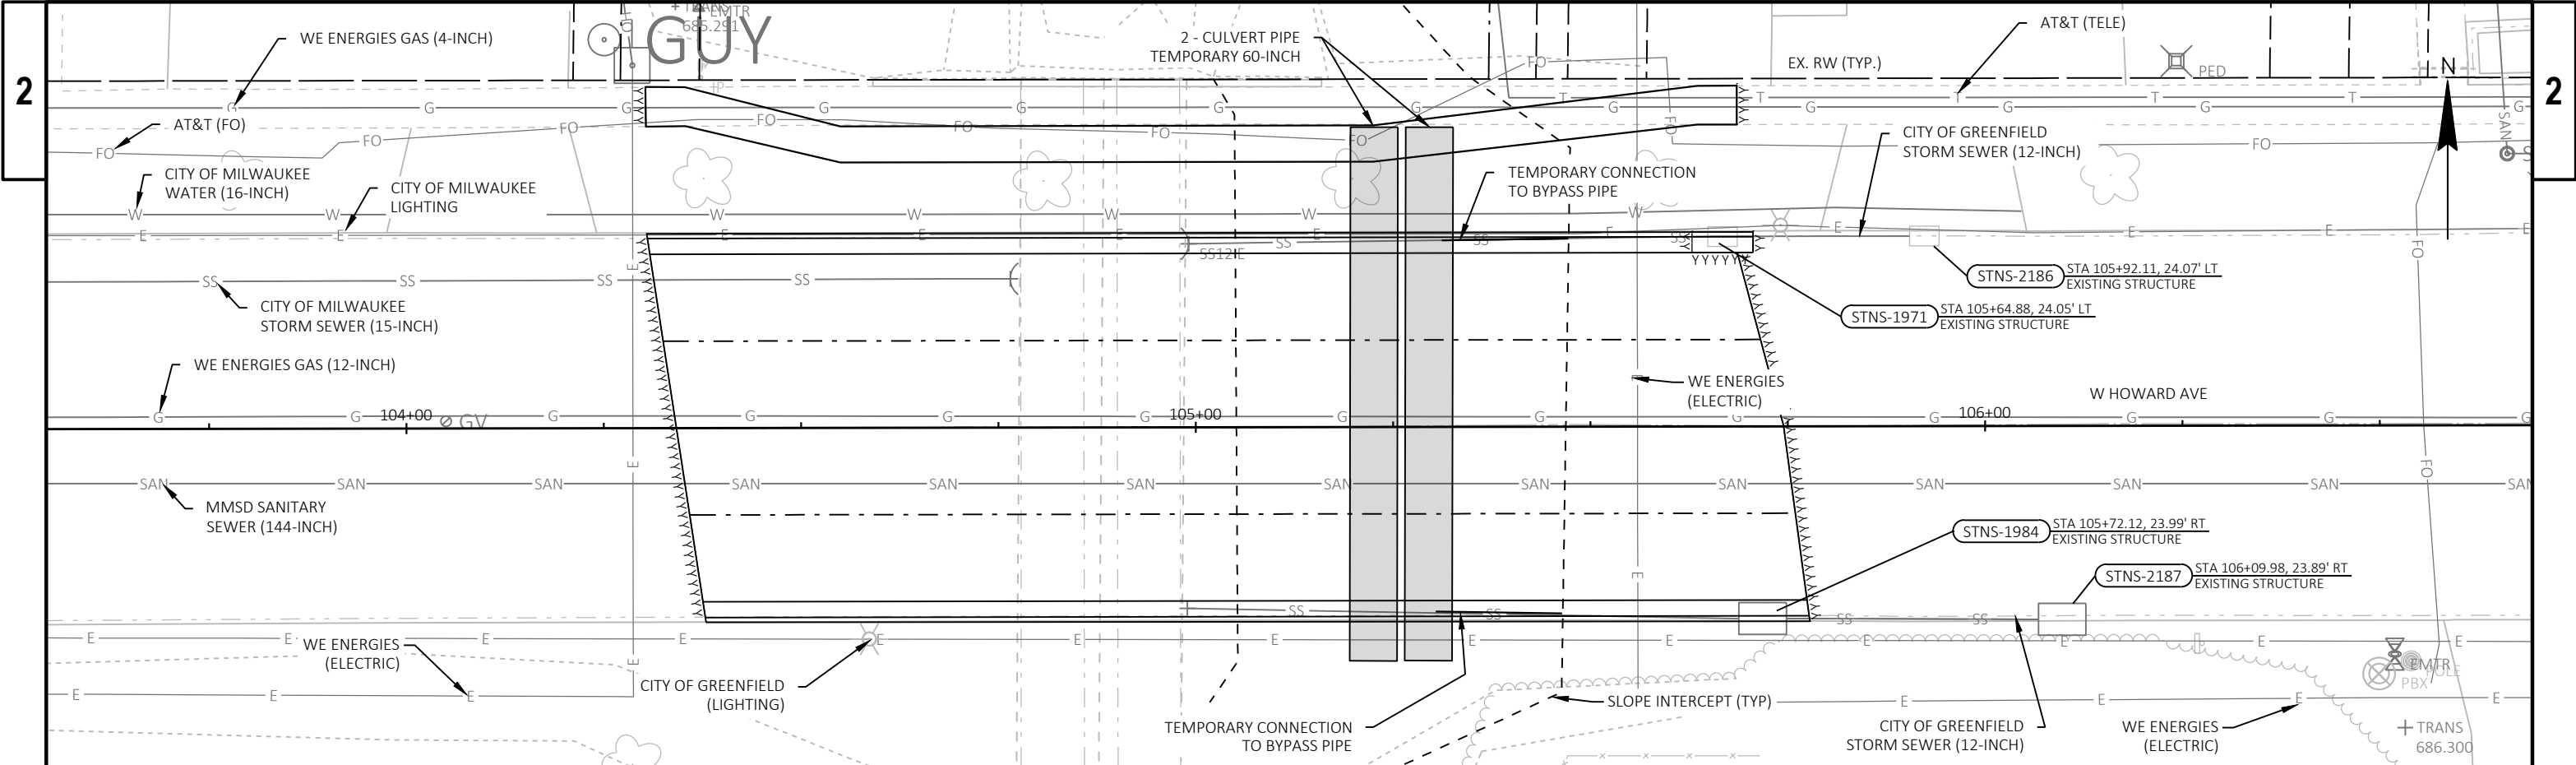 2
WE ENERGIES GAS (4-INCH)
EMTR
685.291
GUY
2 - CULVERT PIPE
TEMPORARY 60-INCH
AT&T (TELE)
EX. RW (TYP.)
PED
N
2
AT&T (FO)
CITY OF GREENFIELD
STORM SEWER (12-INCH)
CITY OF MILWAUKEE
WATER (16-INCH)
CITY OF MILWAUKEE
LIGHTING
TEMPORARY CONNECTION
TO BYPASS PIPE
SS12 E
STNS-2186
STA 105+92.11, 24.07' LT
EXISTING STRUCTURE
STNS-1971
STA 105+64.88, 24.05' LT
EXISTING STRUCTURE
CITY OF MILWAUKEE
STORM SEWER (15-INCH)
WE ENERGIES GAS (12-INCH)
WE ENERGIES
(ELECTRIC)
W HOWARD AVE
104+00
GV
105+00
106+00
MMSD SANITARY
SEWER (144-INCH)
STNS-1984
STA 105+72.12, 23.99' RT
EXISTING STRUCTURE
STNS-2187
STA 106+09.98, 23.89' RT
EXISTING STRUCTURE
WE ENERGIES
(ELECTRIC)
CITY OF GREENFIELD
(LIGHTING)
TEMPORARY CONNECTION
TO BYPASS PIPE
SLOPE INTERCEPT (TYP)
CITY OF GREENFIELD
STORM SEWER (12-INCH)
WE ENERGIES
(ELECTRIC)
EMTR
POLE
PBX
TRANS
686.300